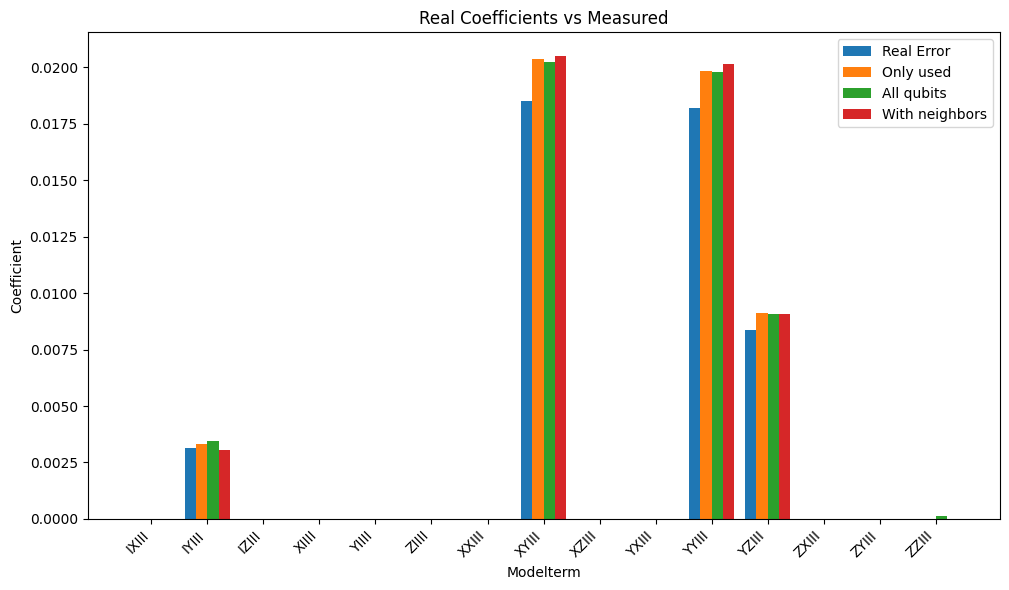 Real Coefficients vs Measured
Real Error
Only used
All qubits
With neighbors
Coefficient
0.0200
0.0175
0.0150
0.0125
0.0100
0.0075
0.0050
0.0025
0.0000
IXIII
IYIII
IZIII
XIIII
YIIII
ZIIII
XXIII
XYIII
XZIII
YXIII
YYIII
YZIII
ZXIII
ZYIII
ZZIII
Modelterm